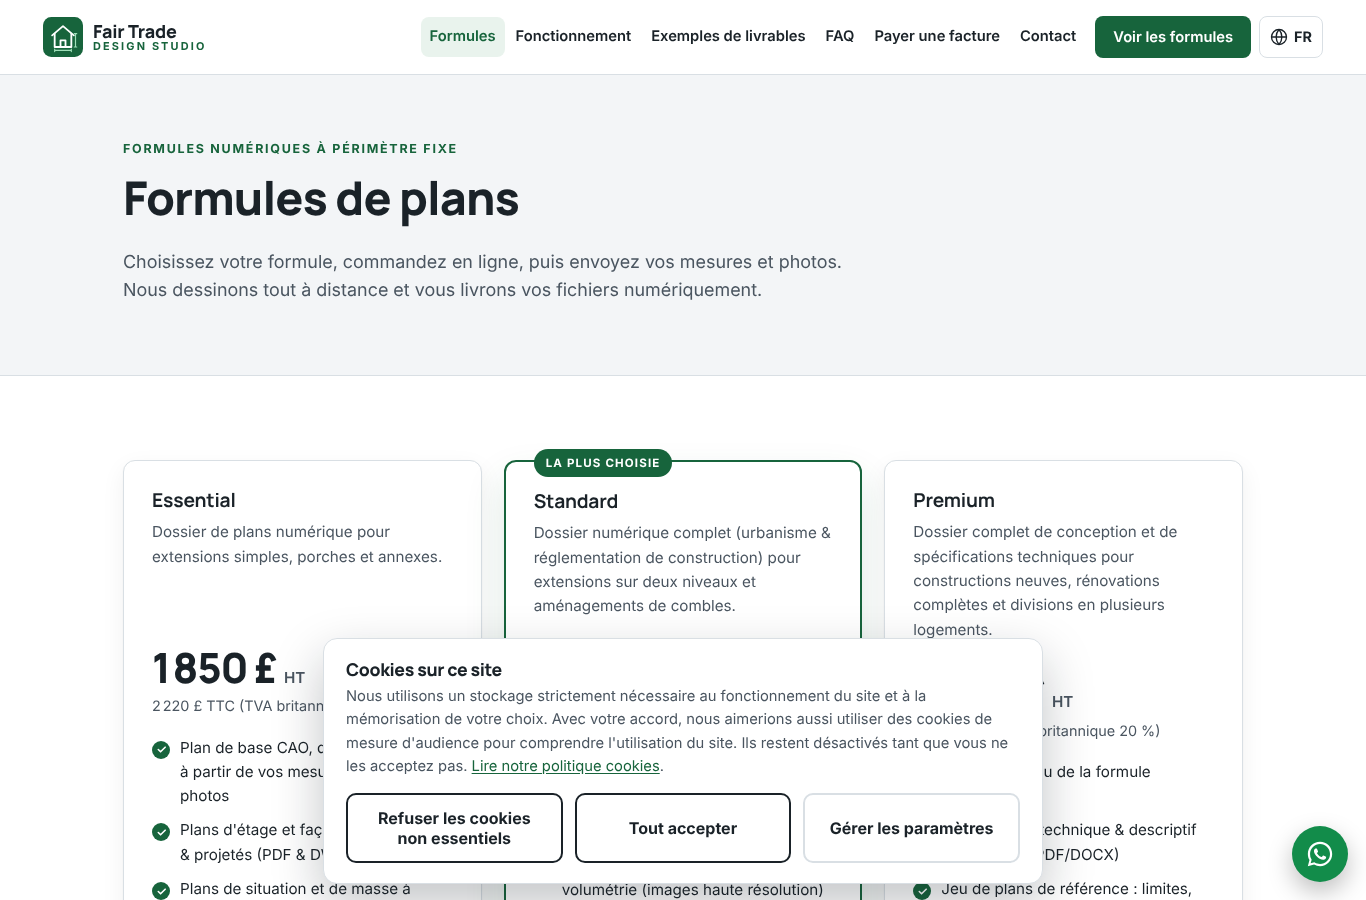 Fair Trade
DESIGN STUDIO
Formules
Fonctionnement
Exemples de livrables
FAQ
Payer une facture
Contact
Voir les formules
FR
FORMULES NUMÉRIQUES À PÉRIMÈTRE FIXE
Formules de plans
Choisissez votre formule, commandez en ligne, puis envoyez vos mesures et photos.
Nous dessinons tout à distance et vous livrons vos fichiers numériquement.
Essential
Dossier de plans numérique pour
extensions simples, porches et annexes.
1 850 £ HT
2 220 £ TTC (TVA britann
Plan de base CAO,
à partir de vos mesu
photos
Plans d'étage et faç
& projetés (PDF &
Plans de situation et de masse à
LA PLUS CHOISIE
Standard
Dossier numérique complet (urbanisme &
réglementation de construction) pour
extensions sur deux niveaux et
aménagements de combles.
volumétrie (images haute résolution)
Premium
Dossier complet de conception et de
spécifications techniques pour
constructions neuves, rénovations
complètes et divisions en plusieurs
logements.
HT
britannique 20 %)
u de la formule
technique & descriptif
PDF/DOCX)
Jeu de plans de référence : limites,
Cookies sur ce site
Nous utilisons un stockage strictement nécessaire au fonctionnement du site et à la
mémorisation de votre choix. Avec votre accord, nous aimerions aussi utiliser des cookies de
mesure d'audience pour comprendre l'utilisation du site. Ils restent désactivés tant que vous ne
les acceptez pas. Lire notre politique cookies.
Refuser les cookies
non essentiels
Tout accepter
Gérer les paramètres